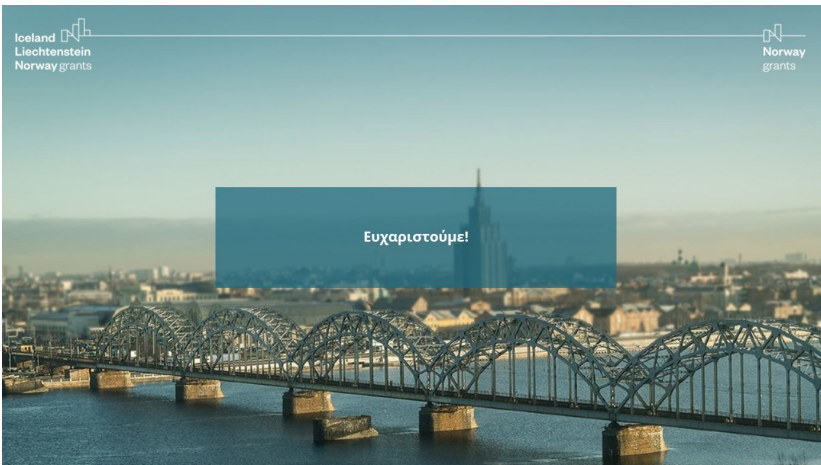 Iceland
Liechtenstein
Norway grants
Norway
grants
Ευχαριστούμε!